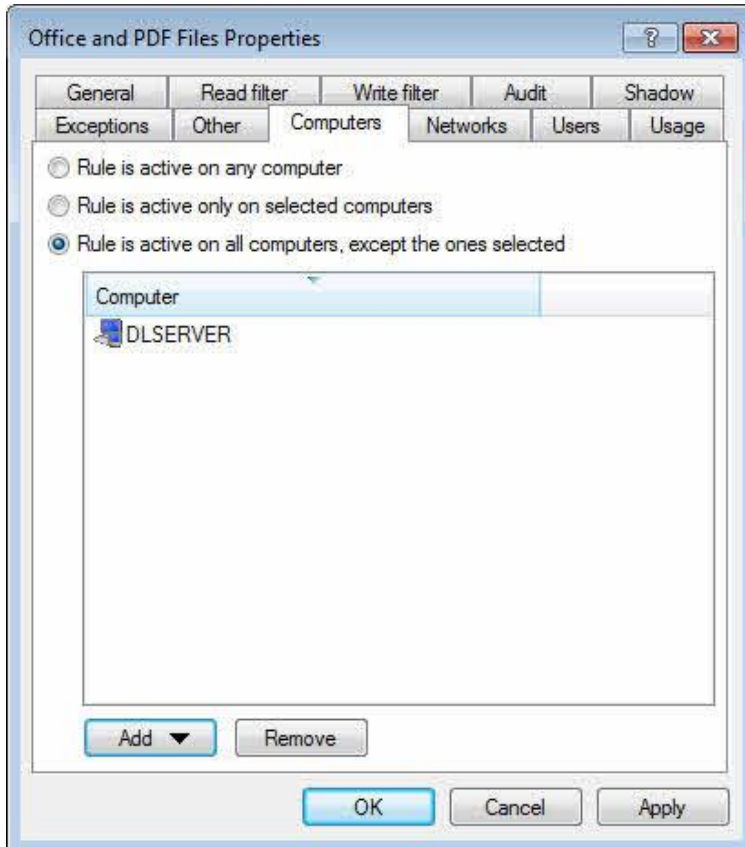 Office and PDF Files Properties
General Read filter Write filter Audit Shadow
Exceptions Other Computers Networks Users Usage
Rule is active on any computer
Rule is active only on selected computers
Rule is active on all computers, except the ones selected
Computer
DLSERVER
Add Remove
OK Cancel Apply